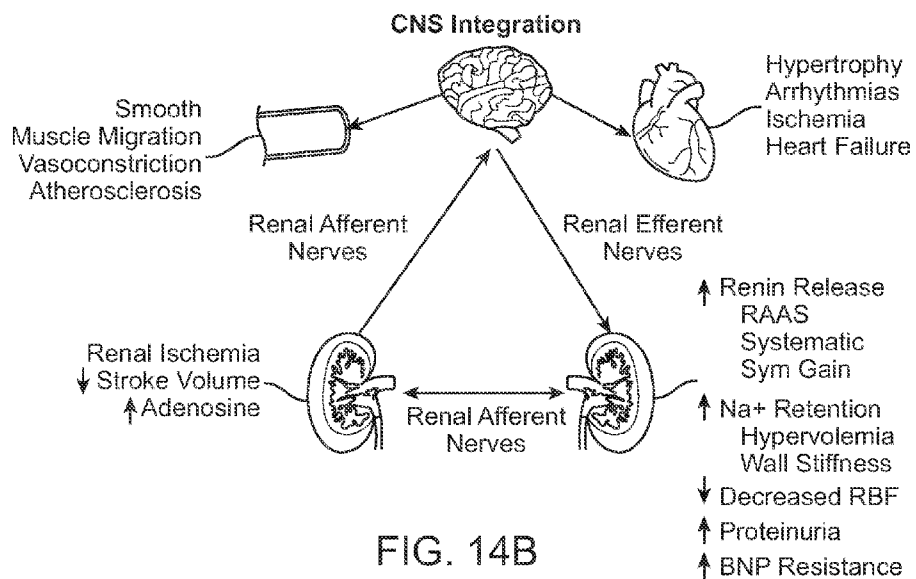 CNS Integration
Smooth
Muscle Migration
Vasoconstriction
Atherosclerosis
Hypertrophy
Arrhythmias
Ischemia
Heart Failure
Renal Afferent
Nerves
Renal Efferent
Nerves
Renal Ischemia
↓ Stroke Volume
↑ Adenosine
Renal Afferent
Nerves
↑ Renin Release
RAAS
Systematic
Sym Gain
↑ Na+ Retention
Hypervolemia
Wall Stiffness
↓ Decreased RBF
↑ Proteinuria
↑ BNP Resistance
FIG. 14B